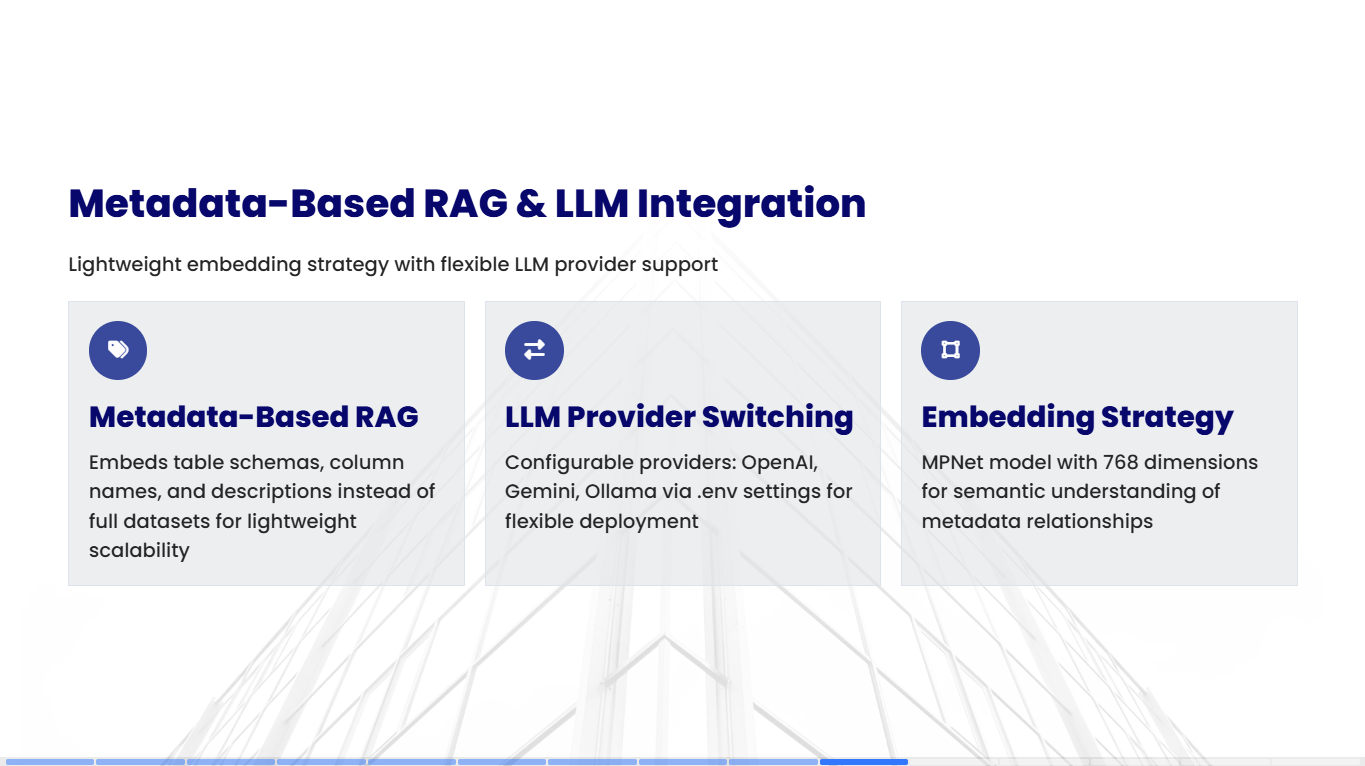 Metadata-Based RAG & LLM Integration
Lightweight embedding strategy with flexible LLM provider support
Metadata-Based RAG
Embeds table schemas, column
names, and descriptions instead of
full datasets for lightweight
scalability
LLM Provider Switching
Configurable providers: OpenAI,
Gemini, Ollama via .env settings for
flexible deployment
Embedding Strategy
MPNet model with 768 dimensions
for semantic understanding of
metadata relationships